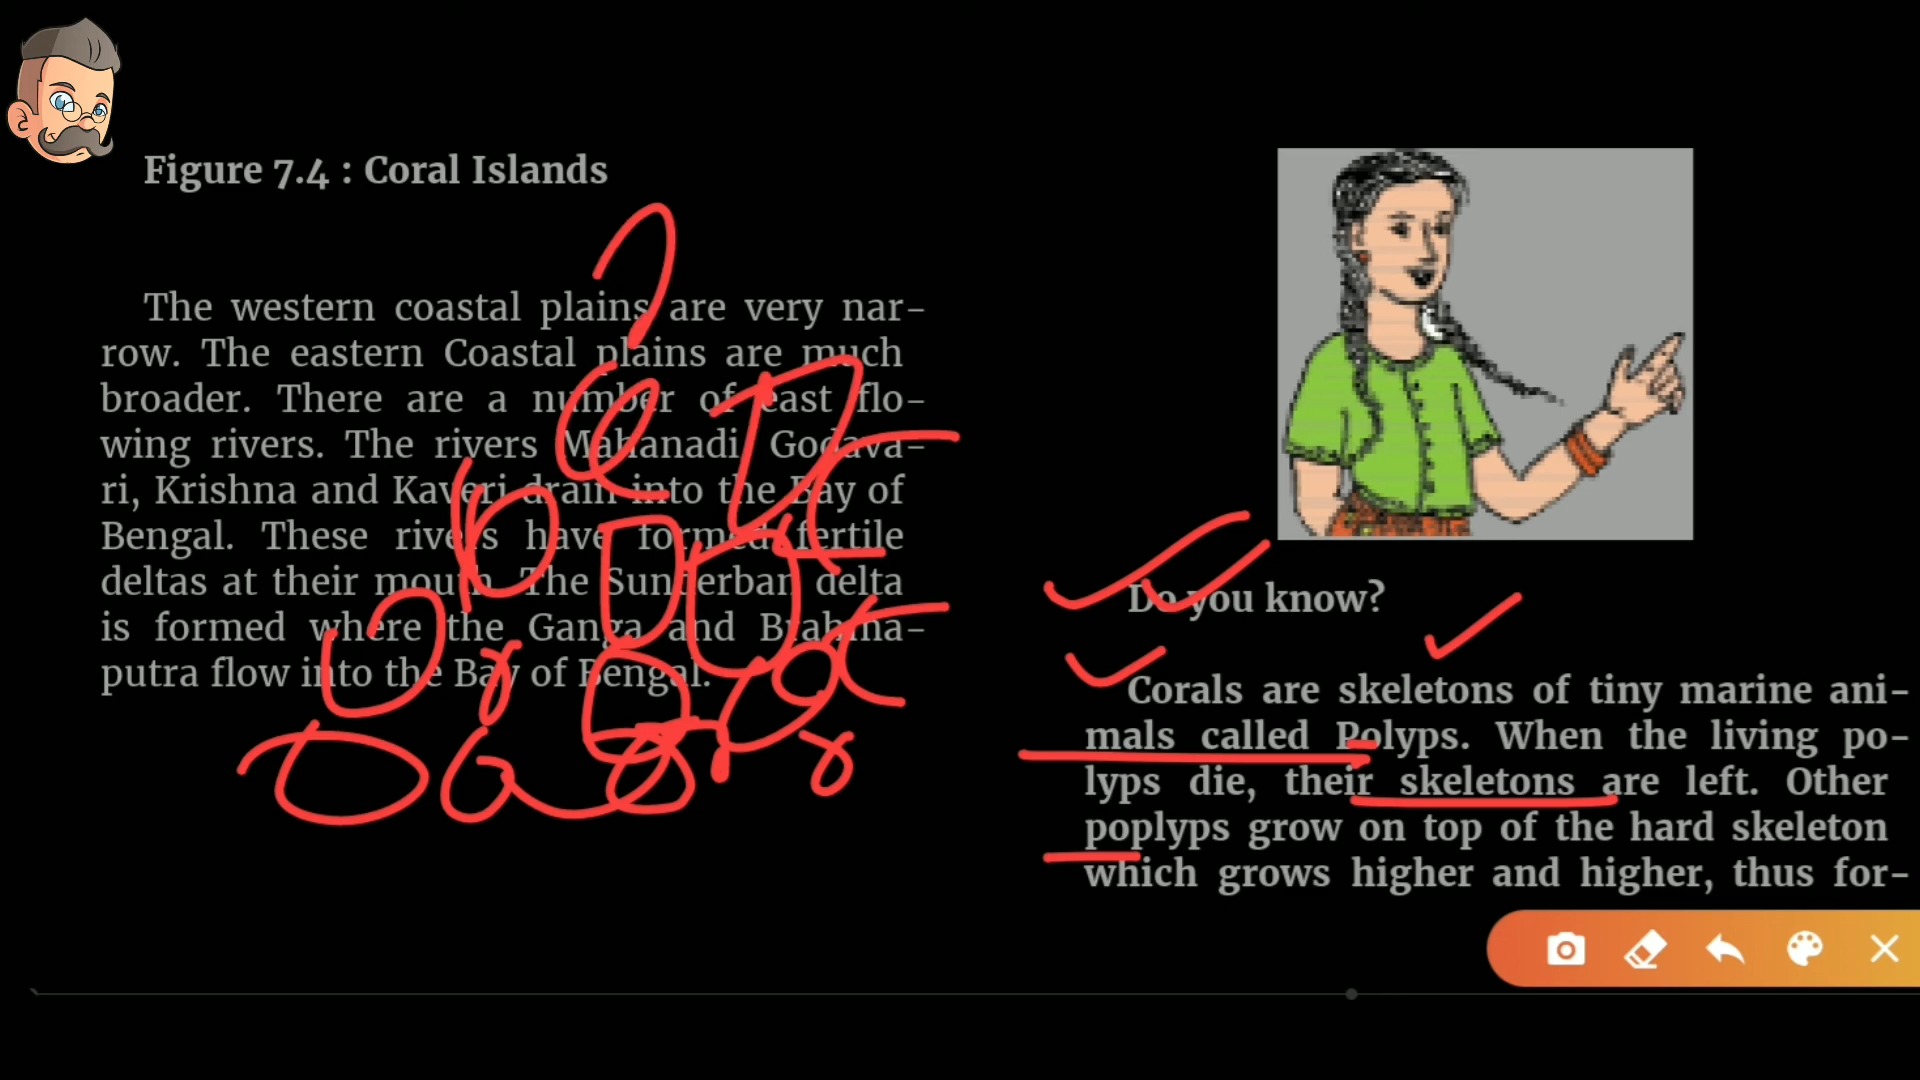 Figure 7.4 : Coral Islands
The western coastal plains are very nar-
row. The eastern Coastal plains are much
broader. There are a number of east flo-
wing rivers. The rivers Mahanadi, Godava-
ri, Krishna and Kaveri drain into the Bay of
Bengal. These rivers have formed fertile
deltas at their mouth. The Sunderban delta
is formed where the Ganga and Brahma-
putra flow into the Bay of Bengal.
Do you know?
Corals are skeletons of tiny marine ani-
mals called Polyps. When the living po-
lyps die, their skeletons are left. Other
poplyps grow on top of the hard skeleton
which grows higher and higher, thus for-